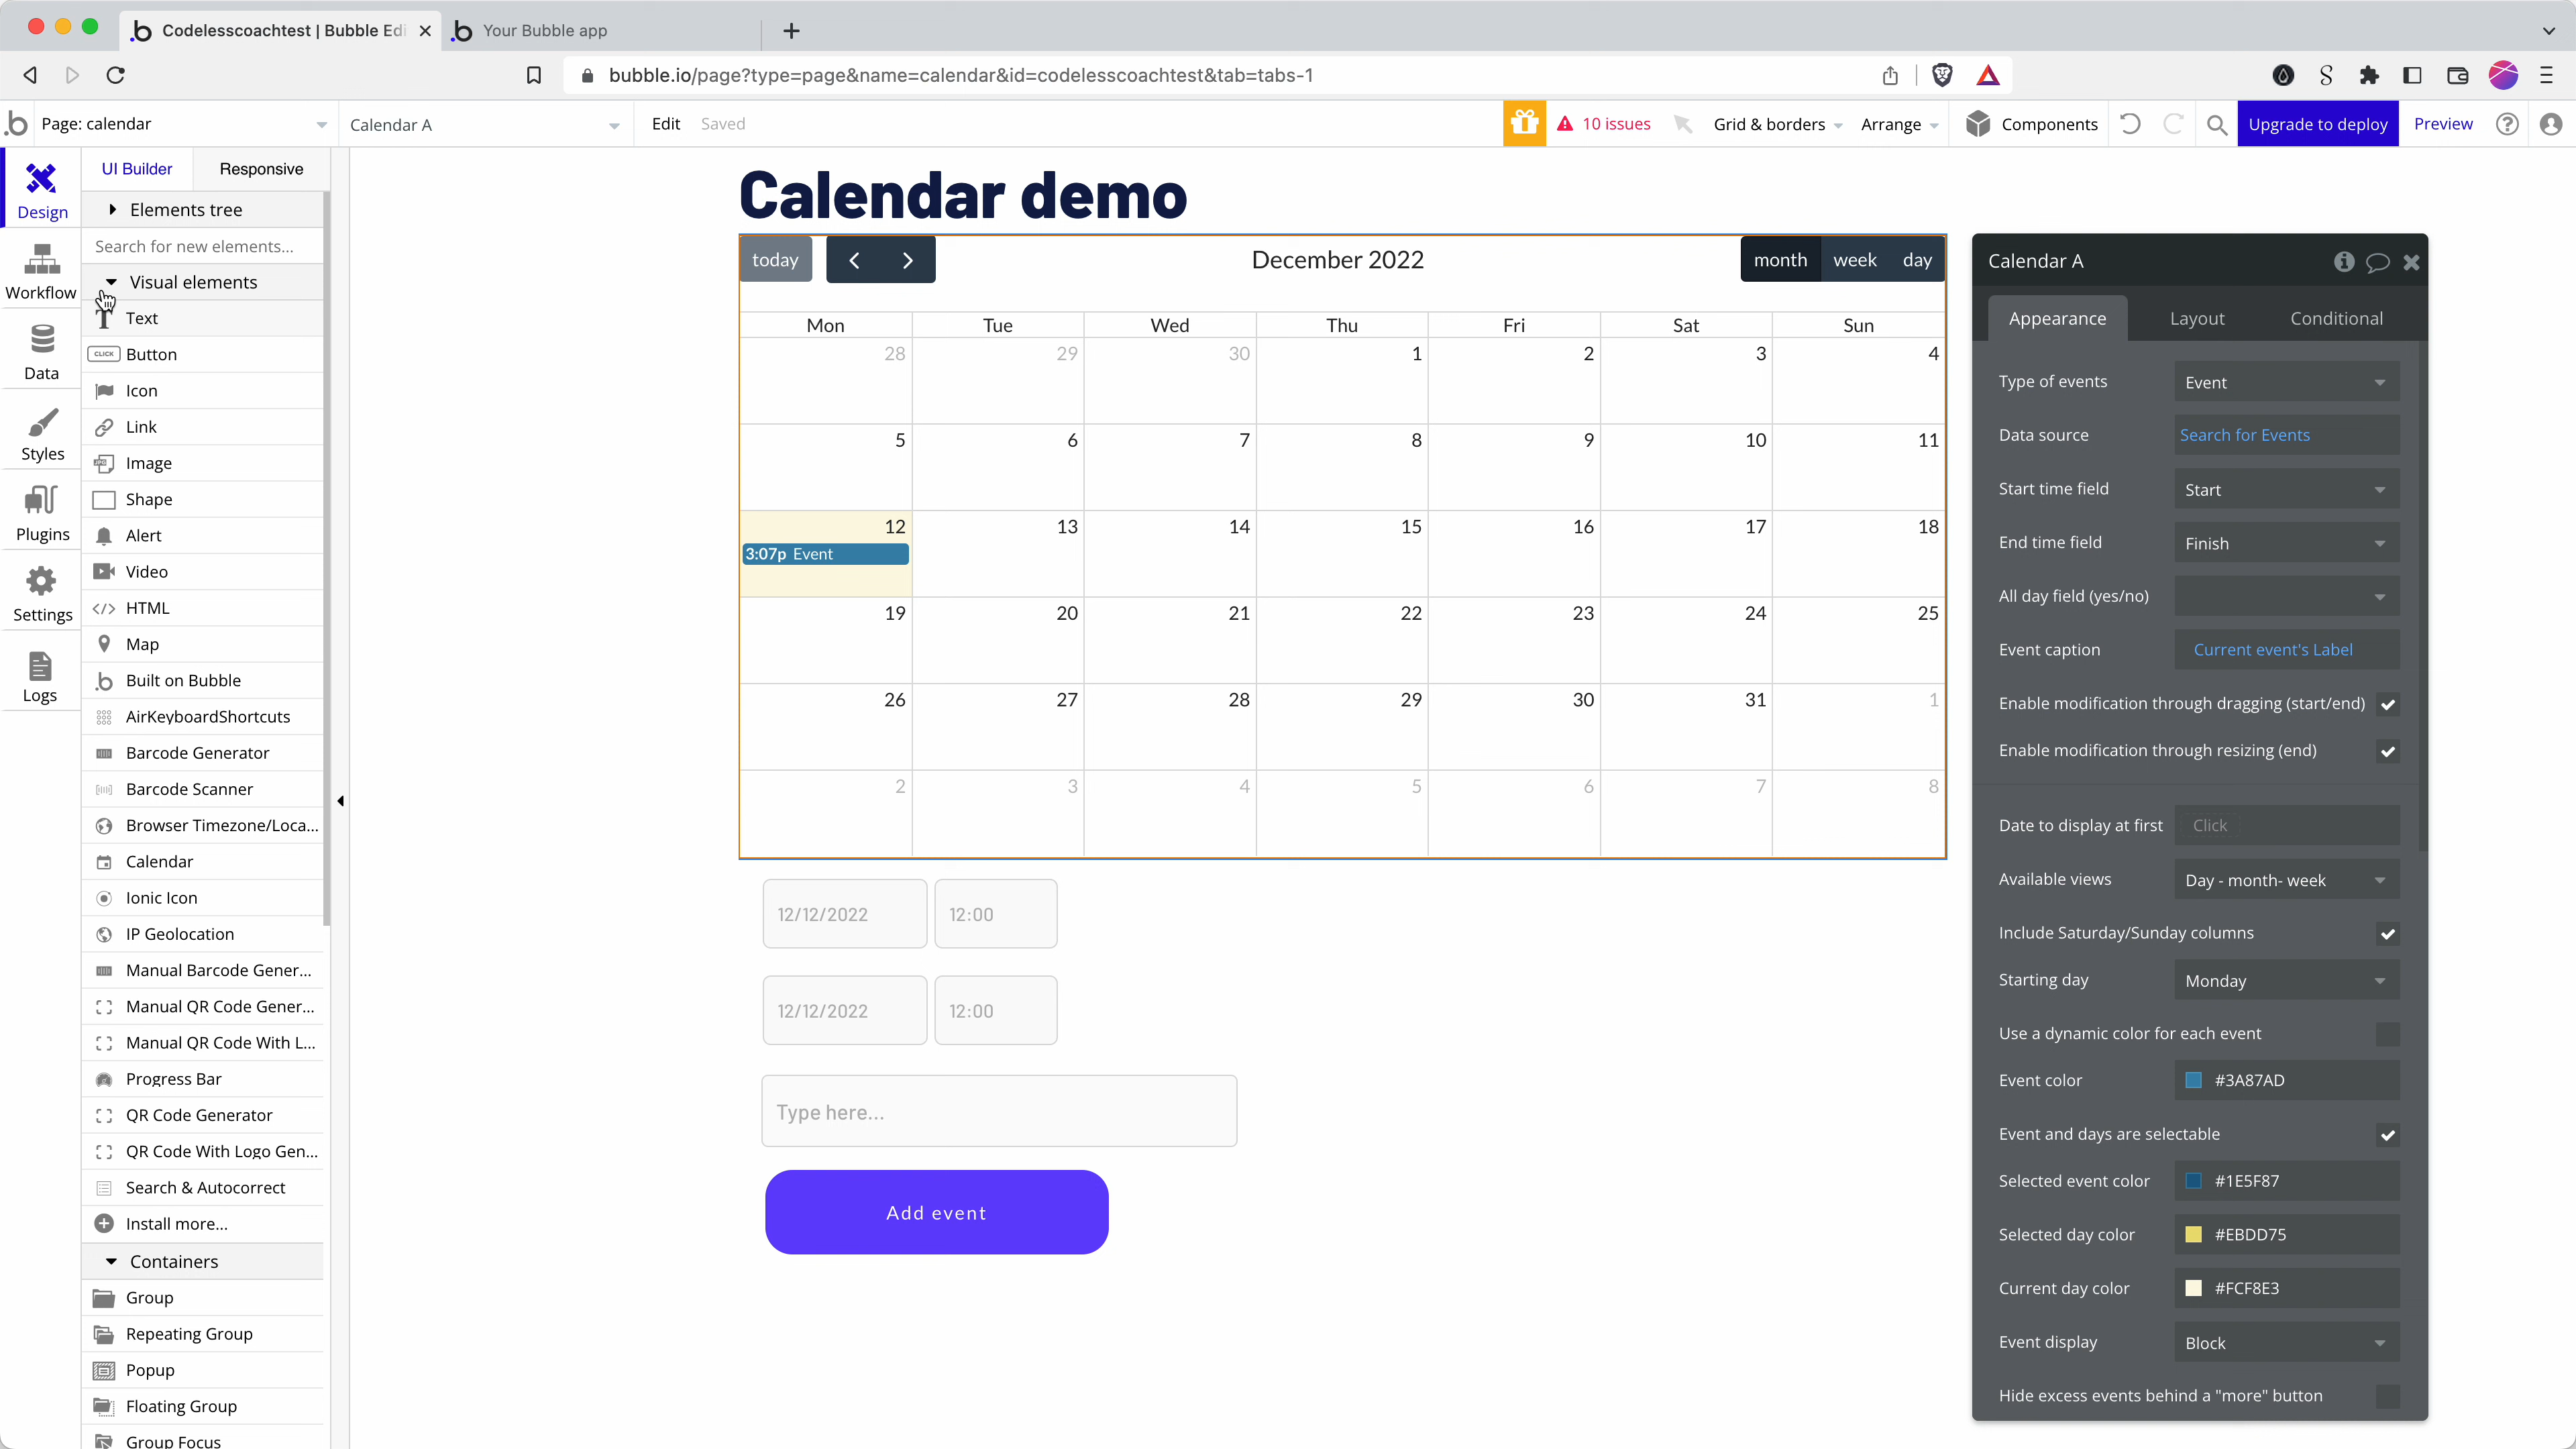 Codelesscoachtest | Bubble Edi
Your Bubble app
bubble.io/page?type=page&name=calendar&id=codelesscoachtest&tab=tabs-1
Page: calendar
Calendar A
Edit
Saved
10 issues
Grid & borders
Arrange
Components
Upgrade to deploy
Preview
Design
Workflow
Data
Styles
Plugins
Settings
Logs
UI Builder
Responsive
Elements tree
Search for new elements...
Visual elements
Text
CLICK
Button
Icon
Link
Image
Shape
Alert
Video
HTML
Map
Built on Bubble
AirKeyboardShortcuts
Barcode Generator
Barcode Scanner
Browser Timezone/Loca...
Calendar
Ionic Icon
IP Geolocation
Manual Barcode Gener...
Manual QR Code Gener...
Manual QR Code With L...
Progress Bar
QR Code Generator
QR Code With Logo Gen...
Search & Autocorrect
Install more...
Containers
Group
Repeating Group
Popup
Floating Group
Group Focus
Calendar demo
today
December 2022
month week day
Mon Tue Wed Thu Fri Sat Sun
28 29 30 1 2 3 4
5 6 7 8 9 10 11
12 13 14 15 16 17 18
3:07p Event
19 20 21 22 23 24 25
26 27 28 29 30 31 1
2 3 4 5 6 7 8
12/12/2022 12:00
12/12/2022 12:00
Type here...
Add event
Calendar A
Appearance Layout Conditional
Type of events Event
Data source Search for Events
Start time field Start
End time field Finish
All day field (yes/no)
Event caption Current event's Label
Enable modification through dragging (start/end)
Enable modification through resizing (end)
Date to display at first Click
Available views Day - month- week
Include Saturday/Sunday columns
Starting day Monday
Use a dynamic color for each event
Event color #3A87AD
Event and days are selectable
Selected event color #1E5F87
Selected day color #EBDD75
Current day color #FCF8E3
Event display Block
Hide excess events behind a "more" button